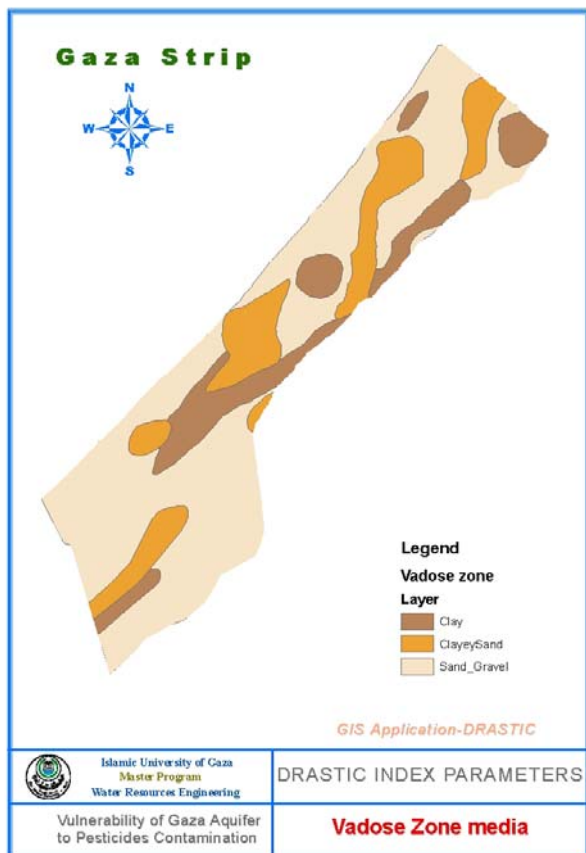 Gaza Strip
N
W E
S
Legend
Vadose zone
Layer
Clay
ClayeySand
Sand_Gravel
GIS Application-DRASTIC
Islamic University of Gaza
Master Program
Water Resources Engineering
DRASTIC INDEX PARAMETERS
Vulnerability of Gaza Aquifer
to Pesticides Contamination
Vadose Zone media